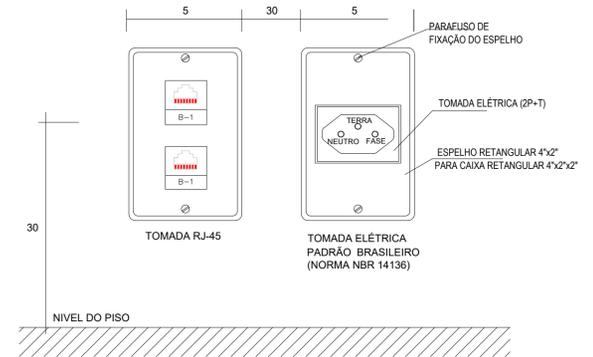 5
30
5
PARAFUSO DE
FIXAÇÃO DO ESPELHO
B-1
TERRA
NEUTRO FASE
TOMADA ELÉTRICA (2P+T)
B-1
ESPELHO RETANGULAR 4"x2"
PARA CAIXA RETANGULAR 4"x2"x2"
30
TOMADA RJ-45
TOMADA ELÉTRICA
PADRÃO BRASILEIRO
(NORMA NBR 14136)
NIVEL DO PISO